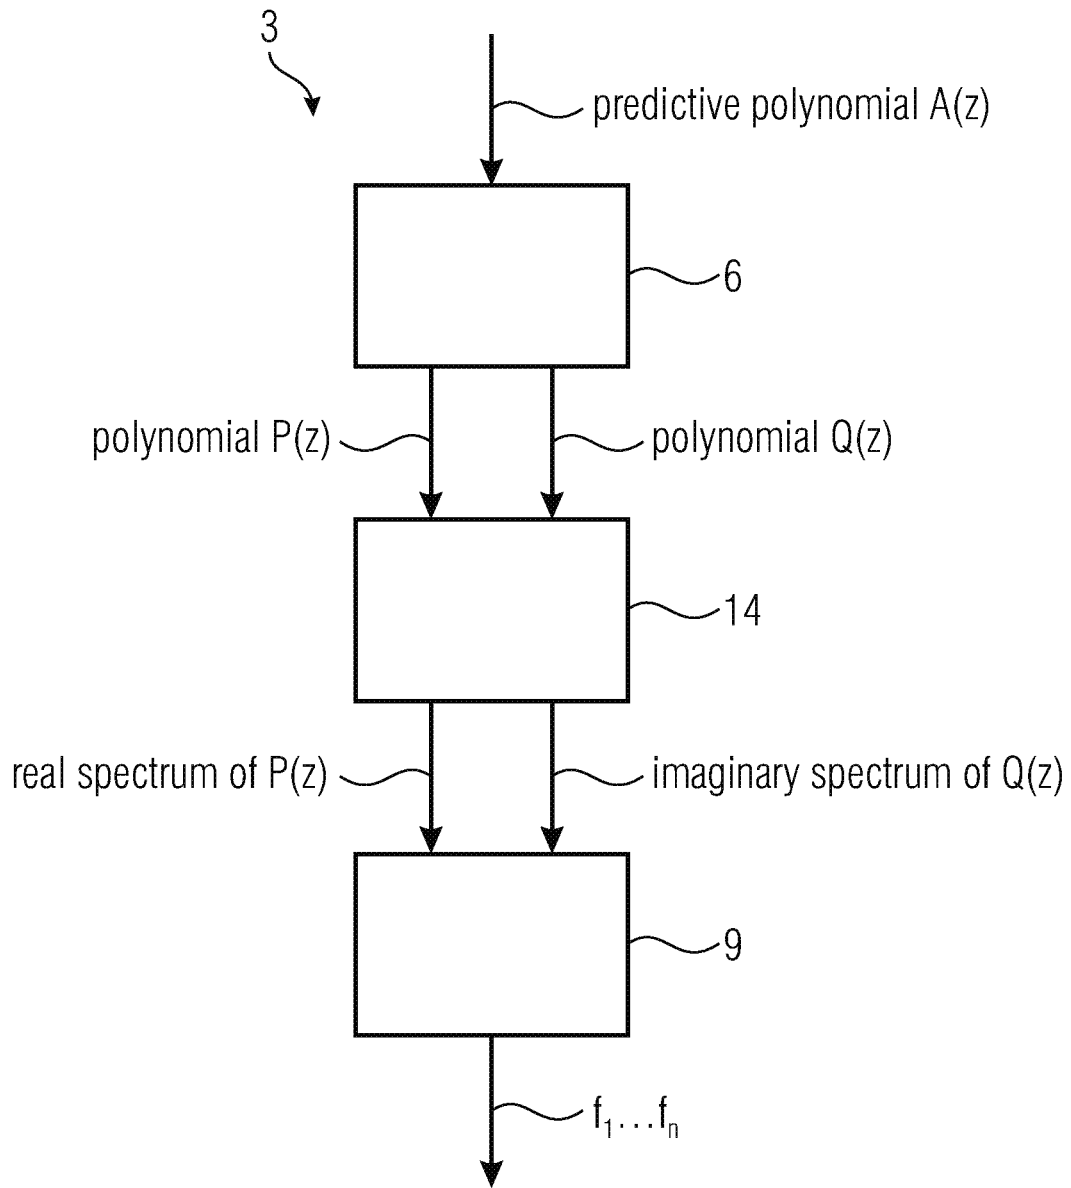 3
predictive polynomial A(z)
6
polynomial P(z)
polynomial Q(z)
14
real spectrum of P(z)
imaginary spectrum of Q(z)
9
f₁...fₙ